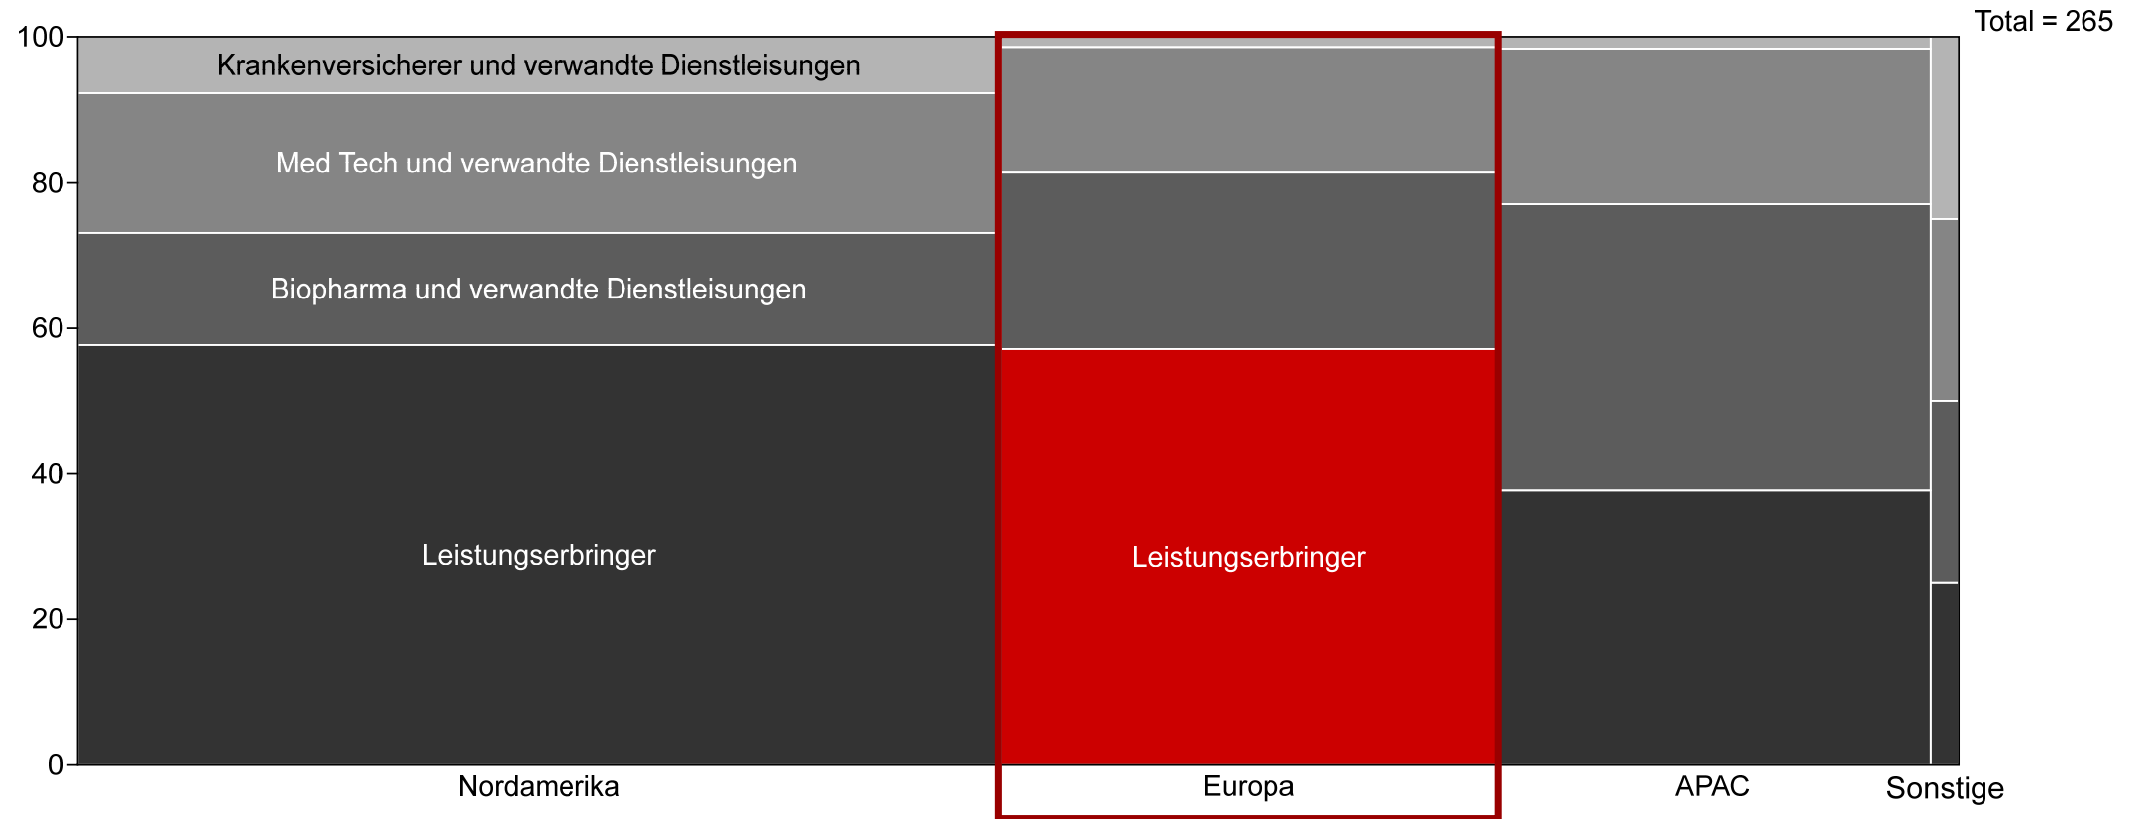 Total = 265
100
80
60
40
20
0
Krankenversicherer und verwandte Dienstleisungen
Med Tech und verwandte Dienstleisungen
Biopharma und verwandte Dienstleisungen
Leistungserbringer
Leistungserbringer
Nordamerika
Europa
APAC
Sonstige